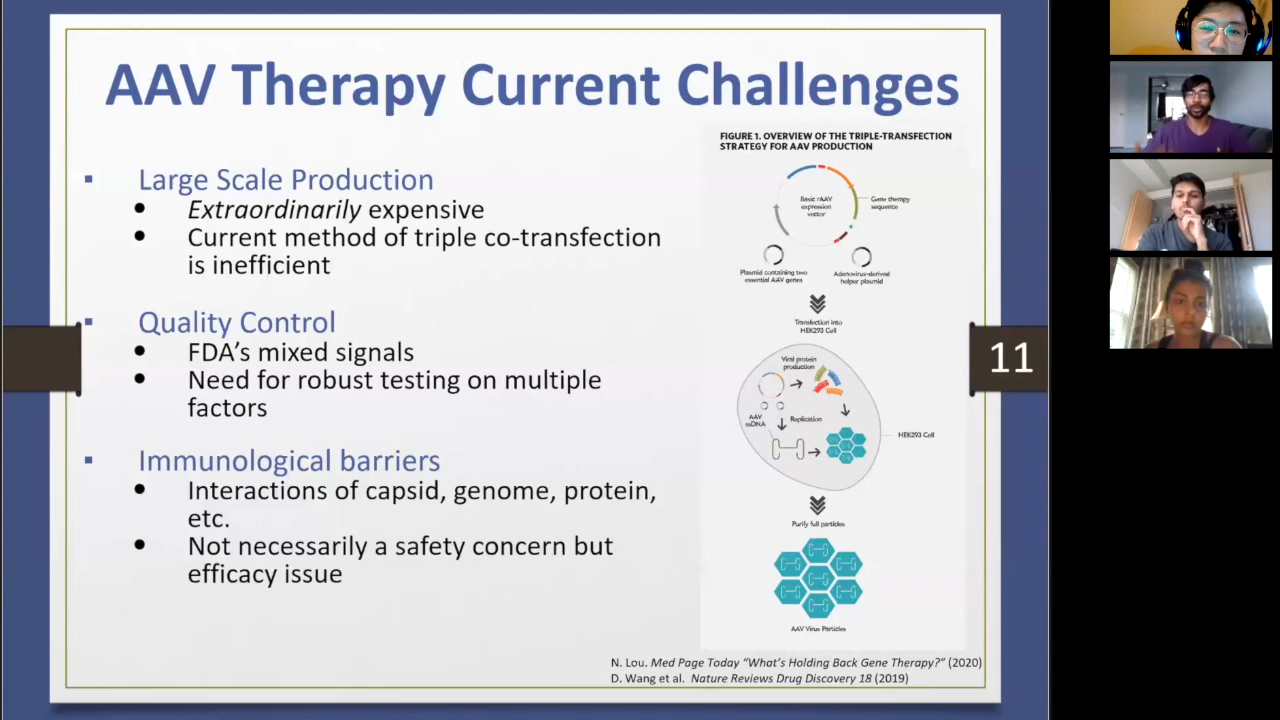 AAV Therapy Current Challenges
Large Scale Production
Extraordinarily expensive
Current method of triple co-transfection
is inefficient
Quality Control
FDA's mixed signals
Need for robust testing on multiple
factors
Immunological barriers
Interactions of capsid, genome, protein,
etc.
Not necessarily a safety concern but
efficacy issue
FIGURE 1. OVERVIEW OF THE TRIPLE-TRANSFECTION
STRATEGY FOR AAV PRODUCTION
Basic rAAV
expression
vector
Gene therapy
sequence
Plasmid containing two
essential AAV genes
Adenovirus-derived
helper plasmid
Transfection into
HEK293 Cell
Viral protein
production
AAV
ssDNA
Replication
HEK293 Cell
Purify full particles
AAV Virus Particles
11
N. Lou. Med Page Today "What's Holding Back Gene Therapy?" (2020)
D. Wang et al. Nature Reviews Drug Discovery 18 (2019)